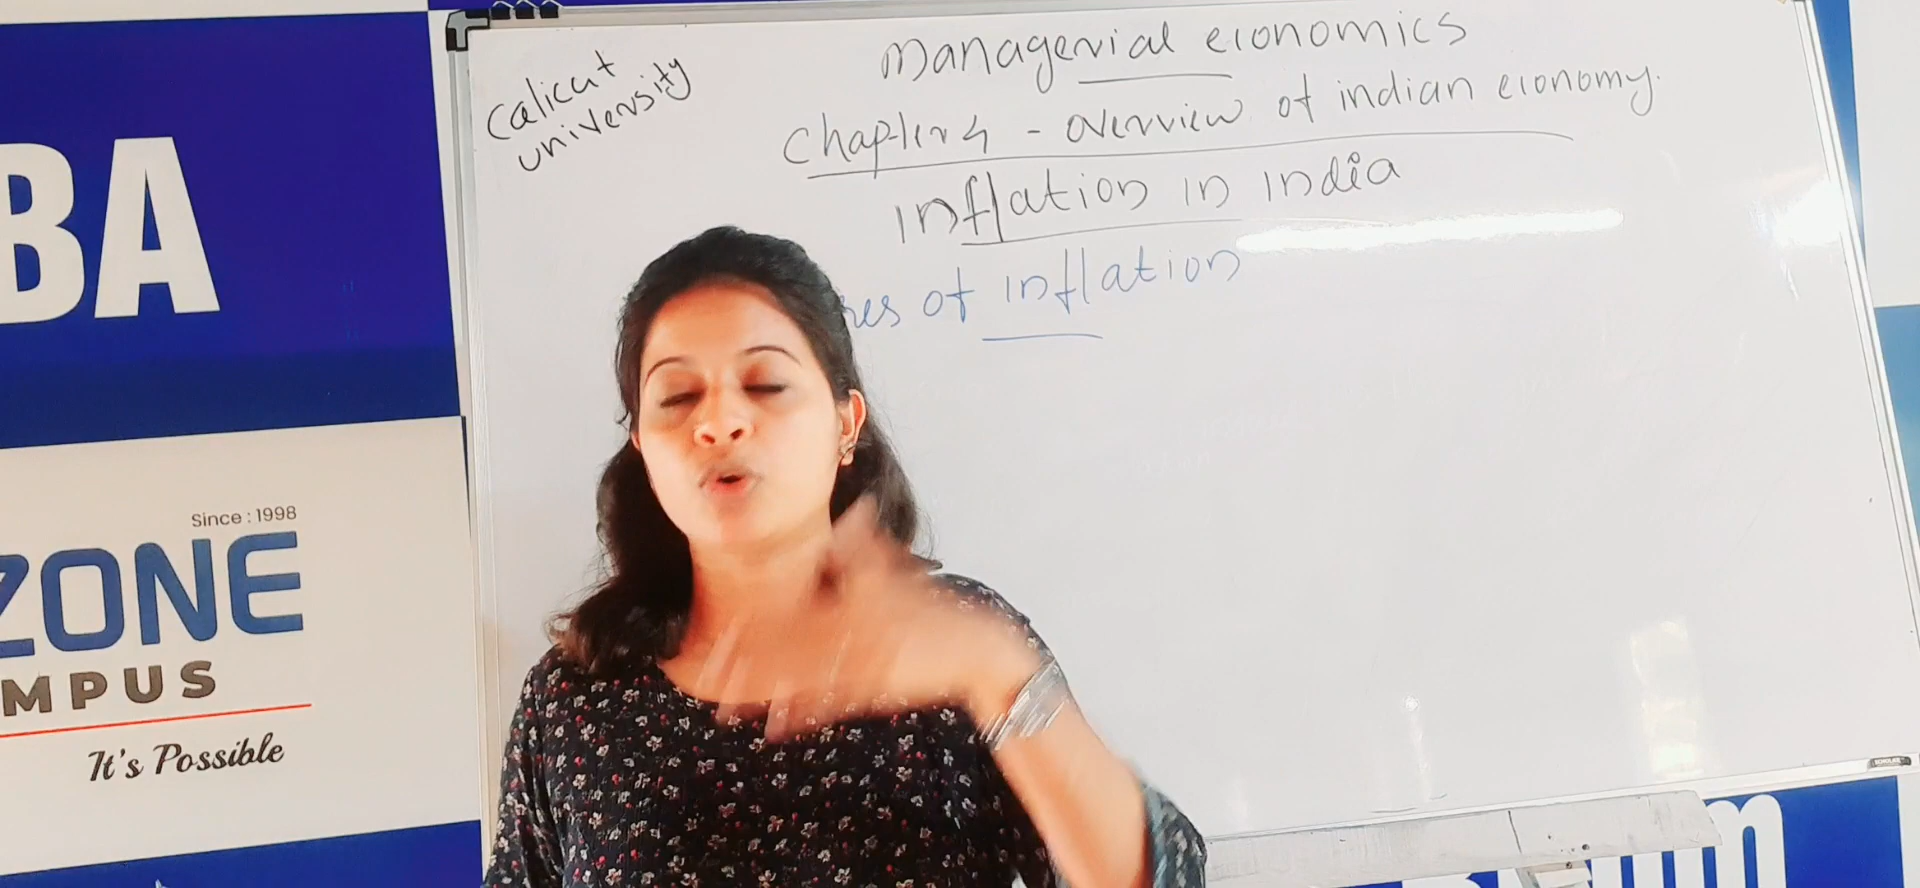 Calicut
university
Managerial economics
Chapter 4 - overview of indian economy.
inflation in india
of inflation
BA
Since : 1998
ZONE
MPUS
It's Possible